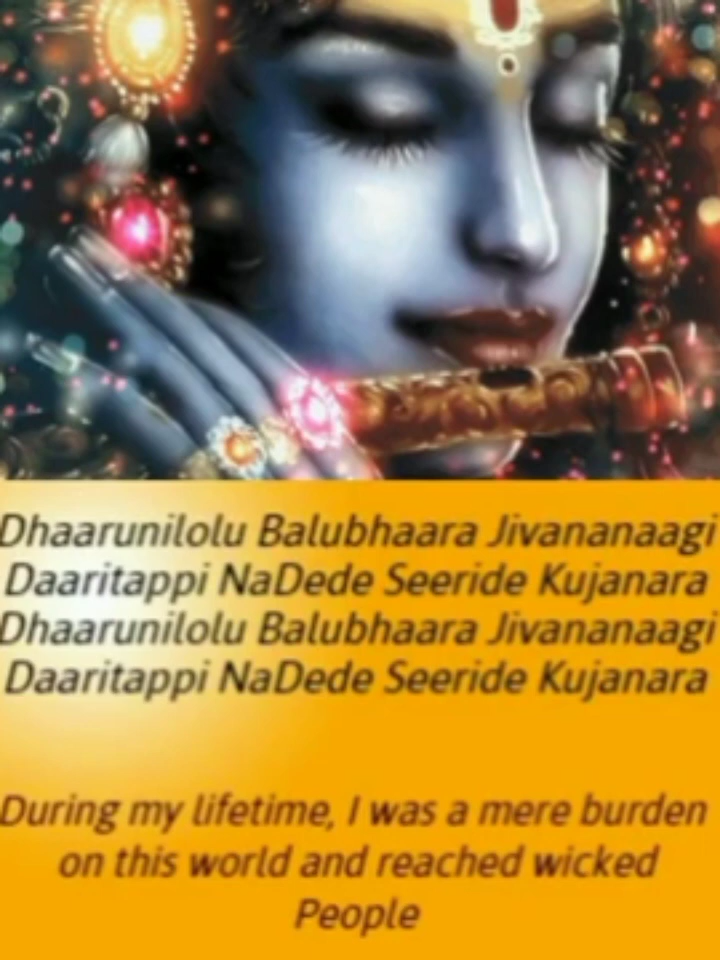 Dhaarunilolu Balubhaara Jivananaagi
Daaritappi NaDede Seeride Kujanara
Dhaarunilolu Balubhaara Jivananaagi
Daaritappi NaDede Seeride Kujanara
During my lifetime, I was a mere burden
on this world and reached wicked
People